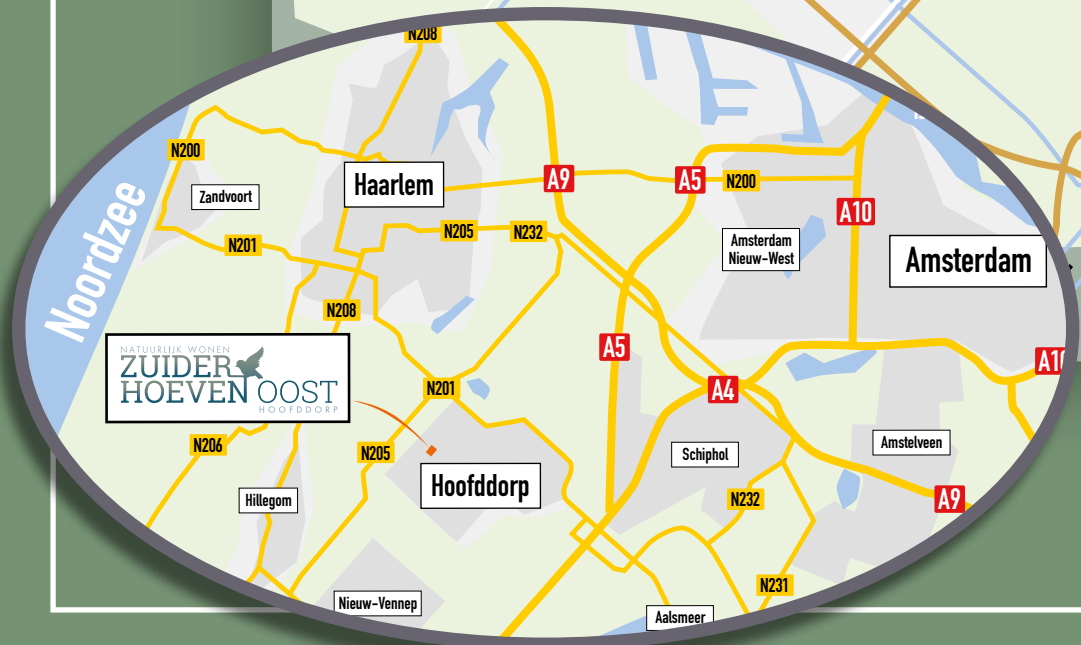 N208
N200
Zandvoort
Haarlem
A9
A5
N200
A10
N201
N205
N232
Amsterdam
Nieuw-West
Amsterdam
Noordzee
N208
NATUURLIJK WONEN
ZUIDER
HOEVEN OOST
HOOFDDORP
A5
A4
N201
N206
N205
Schiphol
Amstelveen
Hoofddorp
Hillegom
N232
A9
Nieuw-Vennep
N231
Aalsmeer